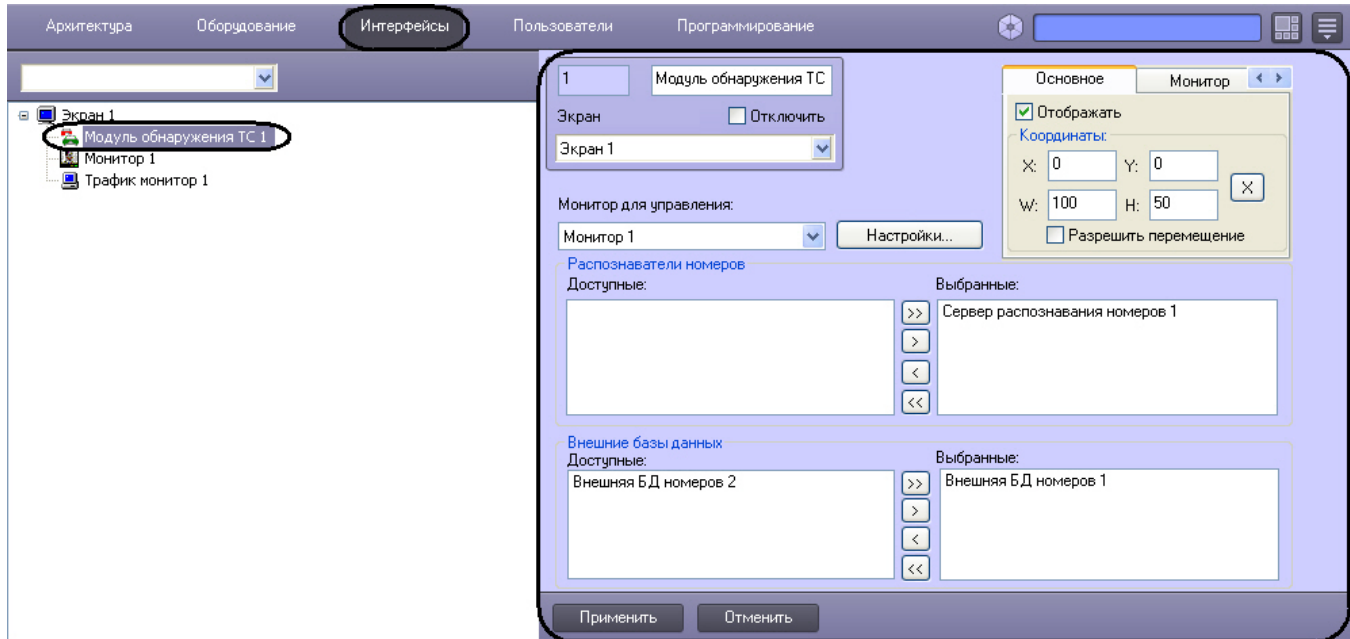 Архитектура Оборудование Интерфейсы Пользователи Программирование
Экран 1
Модуль обнаружения ТС 1
Монитор 1
Трафик монитор 1
1 Модуль обнаружения ТС
Экран Отключить
Экран 1
Основное Монитор
Отображать
Координаты:
X: 0 Y: 0
X
W: 100 H: 50
Разрешить перемещение
Монитор для управления:
Монитор 1 Настройки...
Распознаватели номеров
Доступные: Выбранные:
Сервер распознавания номеров 1
>>
>
<
<<
Внешние базы данных
Доступные: Выбранные:
Внешняя БД номеров 2 >> Внешняя БД номеров 1
>
<
<<
Применить Отменить